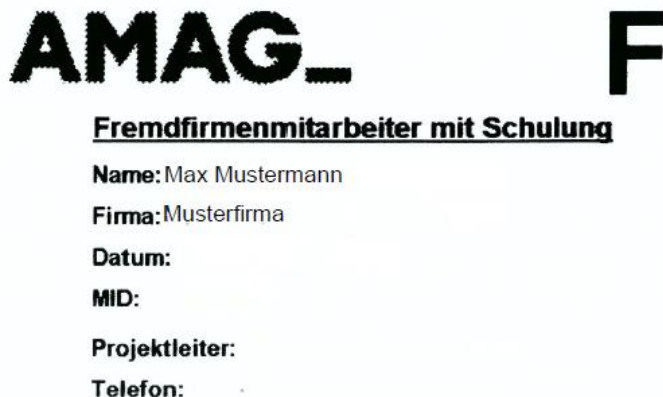 AMAG_ F
Fremdfirmenmitarbeiter mit Schulung
Name: Max Mustermann
Firma: Musterfirma
Datum:
MID:
Projektleiter:
Telefon: